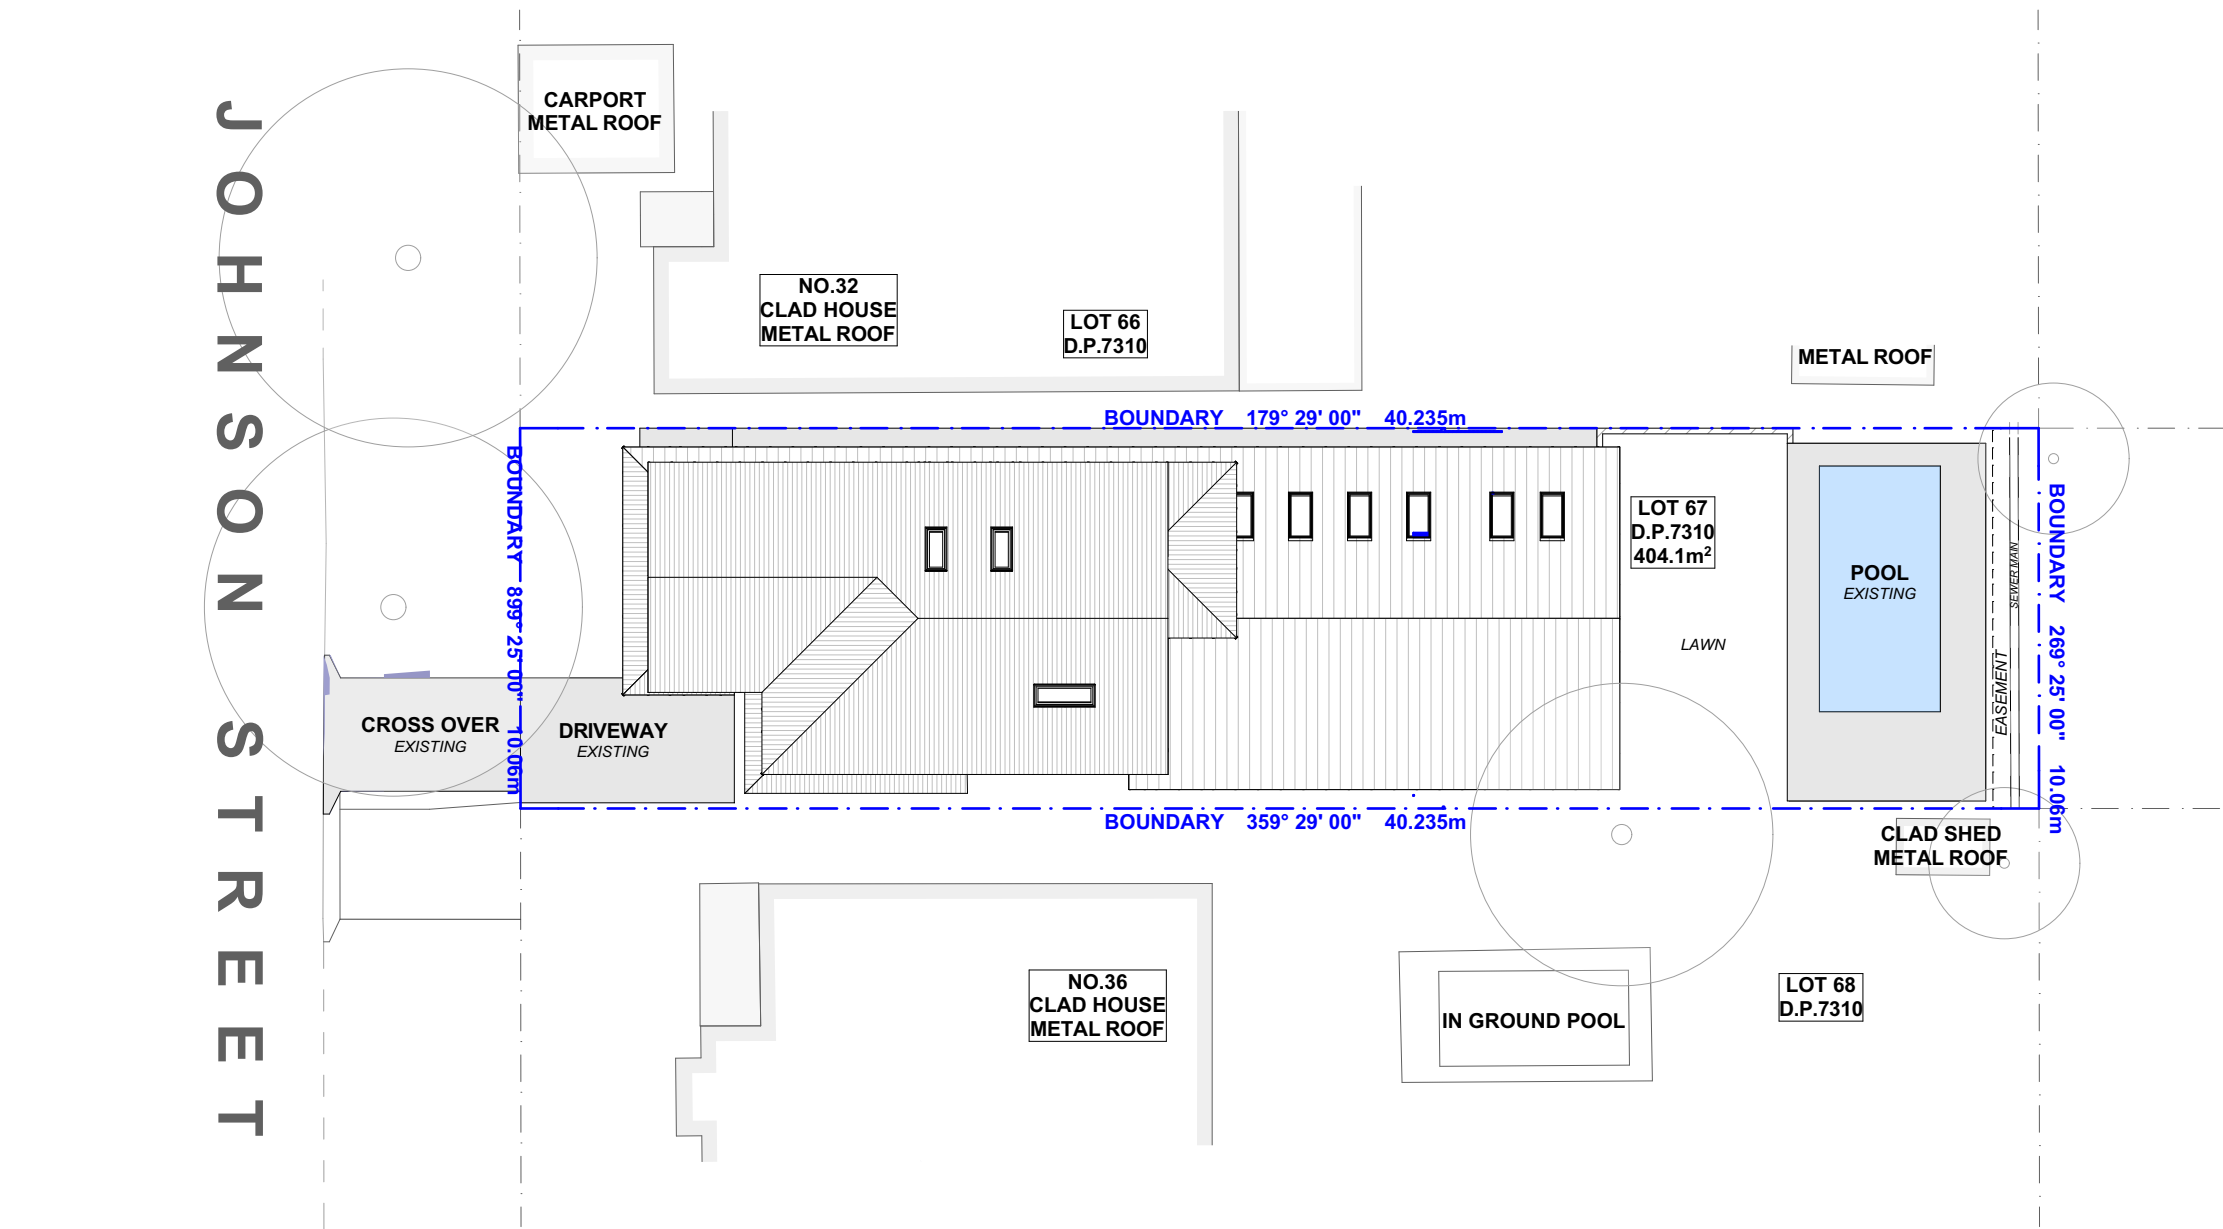 JOHNSON STREET
CARPORT
METAL ROOF
NO.32
CLAD HOUSE
METAL ROOF
LOT 66
D.P.7310
METAL ROOF
BOUNDARY 179° 29' 00" 40.235m
BOUNDARY 899° 25' 00" 10.06m
LOT 67
D.P.7310
404.1m²
POOL
EXISTING
LAWN
EASEMENT
SEWER MAIN
BOUNDARY 269° 25' 00" 10.06m
CROSS OVER
EXISTING
DRIVEWAY
EXISTING
BOUNDARY 359° 29' 00" 40.235m
CLAD SHED
METAL ROOF
NO.36
CLAD HOUSE
METAL ROOF
IN GROUND POOL
LOT 68
D.P.7310